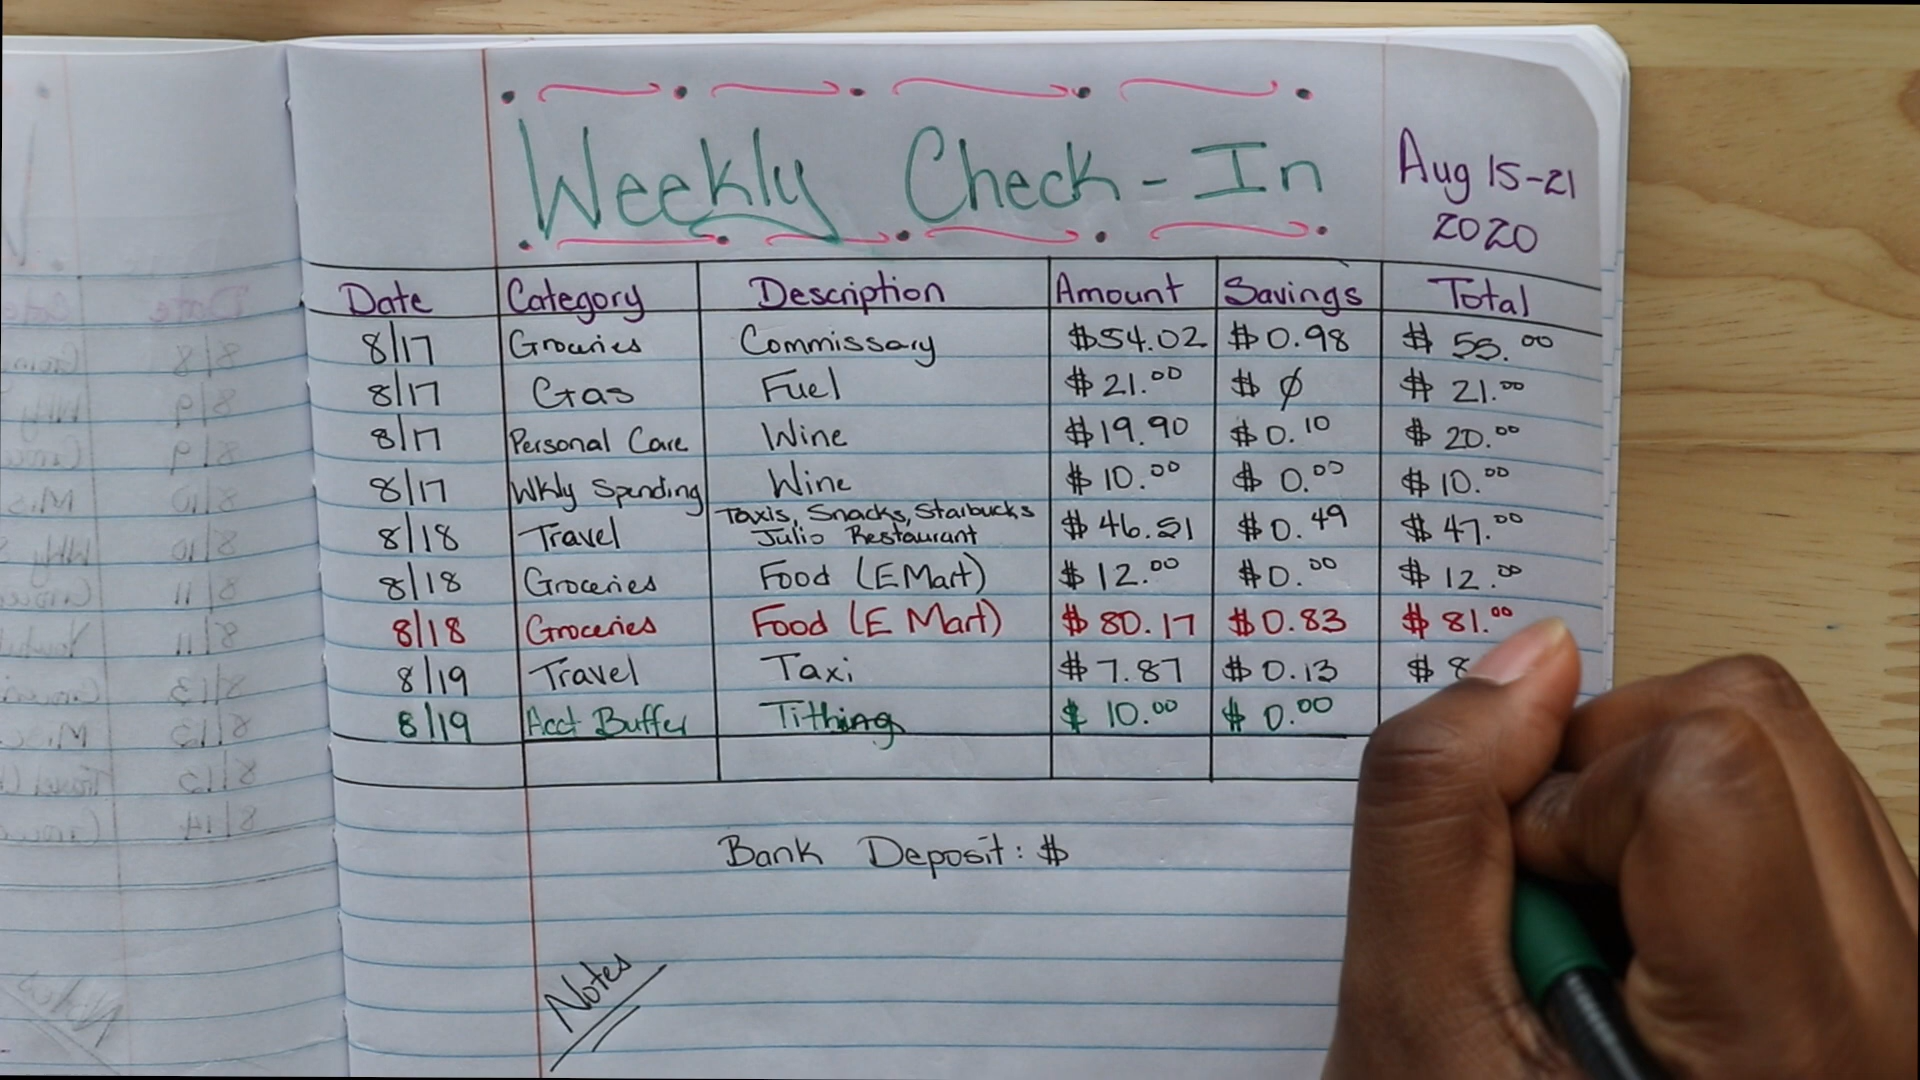 Weekly Check-In
Aug 15-21
2020
Date Category Description Amount Savings Total
8/17 Groceries Commissary $54.02 $0.98 $55.00
8/17 Gas Fuel $21.00 $ 0 $21.00
8/17 Personal Care Wine $19.90 $0.10 $20.00
8/17 Wkly Spending Wine $10.00 $0.00 $10.00
8/18 Travel Taxis, Snacks, Starbucks Julio Restaurant $46.51 $0.49 $47.00
8/18 Groceries Food (EMart) $12.00 $0.00 $12.00
8/18 Groceries Food (E Mart) $80.17 $0.83 $81.00
8/19 Travel Taxi $7.87 $0.13 $8
8/19 Acct Buffer Tithing $10.00 $0.00
Bank Deposit: $
Notes